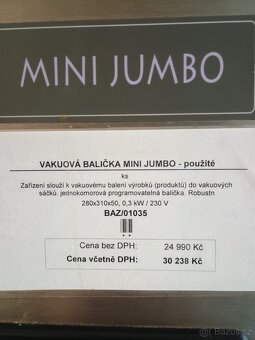 MINI JUMBO
VAKUOVÁ BALIČKA MINI JUMBO - použité
ks
Zařízení slouží k vakuovému balení výrobků (produktů) do vakuových
sáčků, jednokomorová programovatelná balička. Robustn
280x310x50, 0,3 kW / 230 V
BAZ/01035
Cena bez DPH: 24 990 Kč
Cena včetně DPH: 30 238 Kč